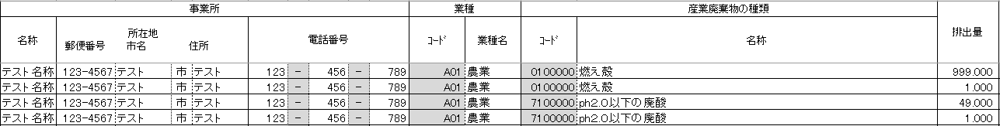 事業所 業種 産業廃棄物の種類 排出量
名称 郵便番号 所在地 市名 住所 電話番号 ｺｰﾄﾞ 業種名 ｺｰﾄﾞ 名称
テスト名称 123-4567 テスト 市 テスト 123 - 456 - 789 A01 農業 0100000 燃え殻 999.000
テスト名称 123-4567 テスト 市 テスト 123 - 456 - 789 A01 農業 0100000 燃え殻 1.000
テスト名称 123-4567 テスト 市 テスト 123 - 456 - 789 A01 農業 7100000 ph2.0以下の廃酸 49.000
テスト名称 123-4567 テスト 市 テスト 123 - 456 - 789 A01 農業 7100000 ph2.0以下の廃酸 1.000